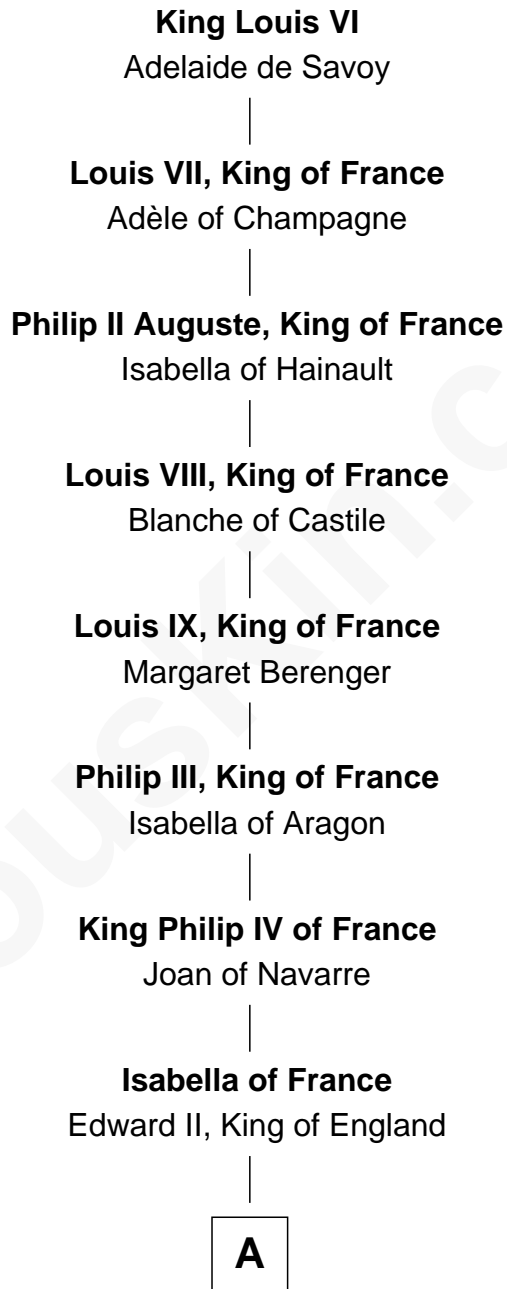 King Louis VI
Adelaide de Savoy
Louis VII, King of France
Adèle of Champagne
Philip II Auguste, King of France
Isabella of Hainault
Louis VIII, King of France
Blanche of Castile
Louis IX, King of France
Margaret Berenger
Philip III, King of France
Isabella of Aragon
King Philip IV of France
Joan of Navarre
Isabella of France
Edward II, King of England
A